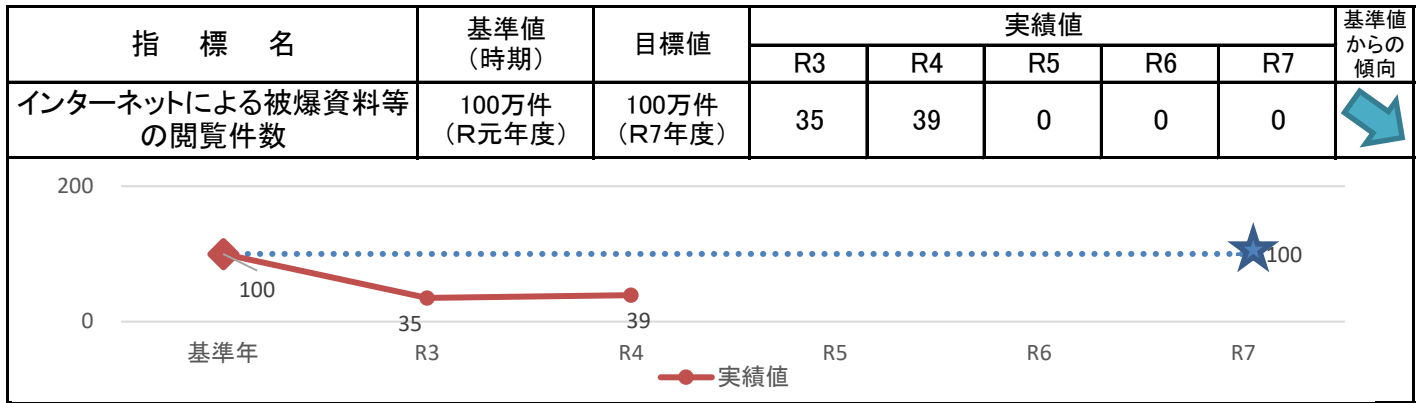 指標名
基準値
（時期）
目標値
実績値
基準値
からの
傾向
R3 R4 R5 R6 R7
インターネットによる被爆資料等
の閲覧件数
100万件
（R元年度）
100万件
（R7年度）
35 39 0 0 0
200
100
100
35
39
0
基準年 R3 R4 R5 R6 R7
実績値